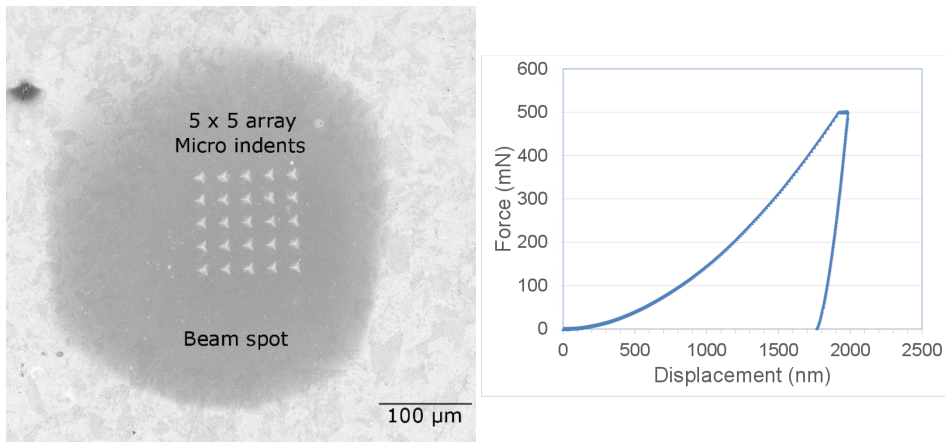 5 x 5 array
Micro indents
Beam spot
100 µm
600
500
400
300
200
100
0
Force (mN)
0 500 1000 1500 2000 2500
Displacement (nm)